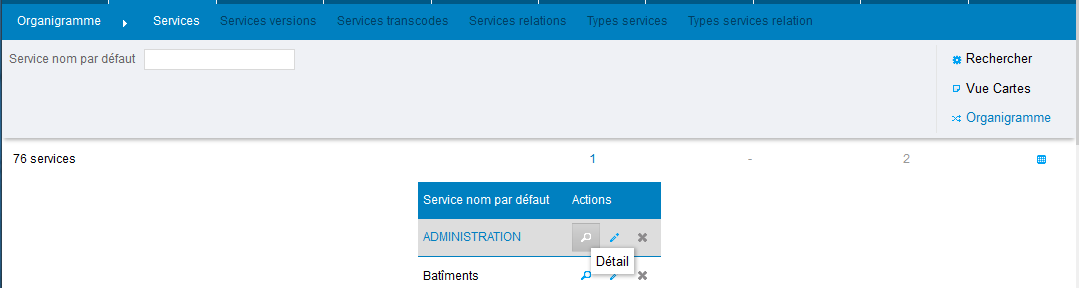 Organigramme Services Services versions Services transcodes Services relations Types services Types services relation
Service nom par défaut
Rechercher
Vue Cartes
Organigramme
76 services 1 - 2
Service nom par défaut Actions
ADMINISTRATION
Détail
Batîments